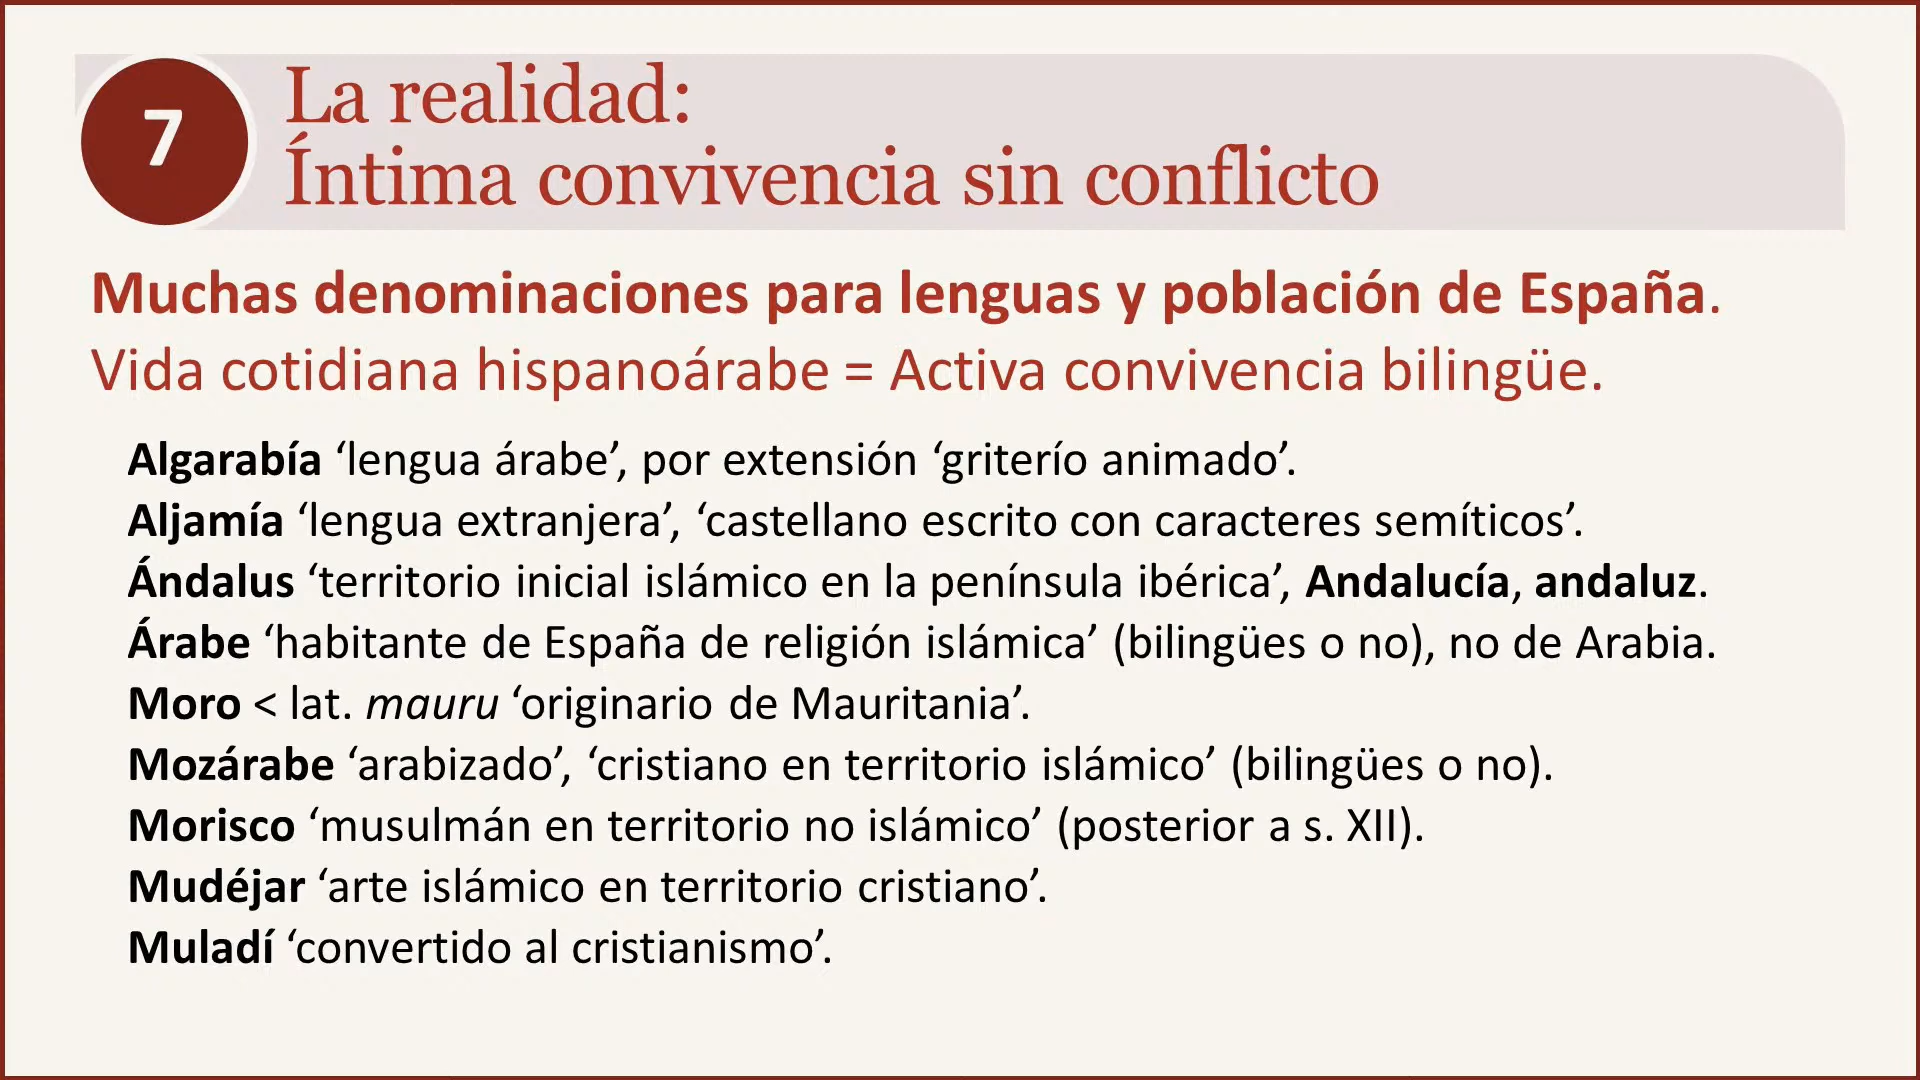 7
La realidad:
Íntima convivencia sin conflicto
Muchas denominaciones para lenguas y población de España.
Vida cotidiana hispanoárabe = Activa convivencia bilingüe.
Algarabía ‘lengua árabe’, por extensión ‘griterío animado’.
Aljamía ‘lengua extranjera’, ‘castellano escrito con caracteres semíticos’.
Ándalus ‘territorio inicial islámico en la península ibérica’, Andalucía, andaluz.
Árabe ‘habitante de España de religión islámica’ (bilingües o no), no de Arabia.
Moro < lat. mauru ‘originario de Mauritania’.
Mozárabe ‘arabizado’, ‘cristiano en territorio islámico’ (bilingües o no).
Morisco ‘musulmán en territorio no islámico’ (posterior a s. XII).
Mudéjar ‘arte islámico en territorio cristiano’.
Muladí ‘convertido al cristianismo’.